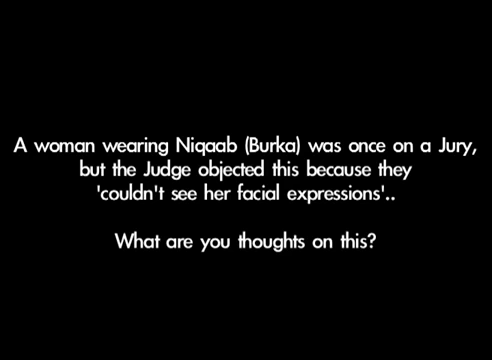 A woman wearing Niqaab (Burka) was once on a Jury,
but the Judge objected this because they
'couldn't see her facial expressions'..
What are you thoughts on this?